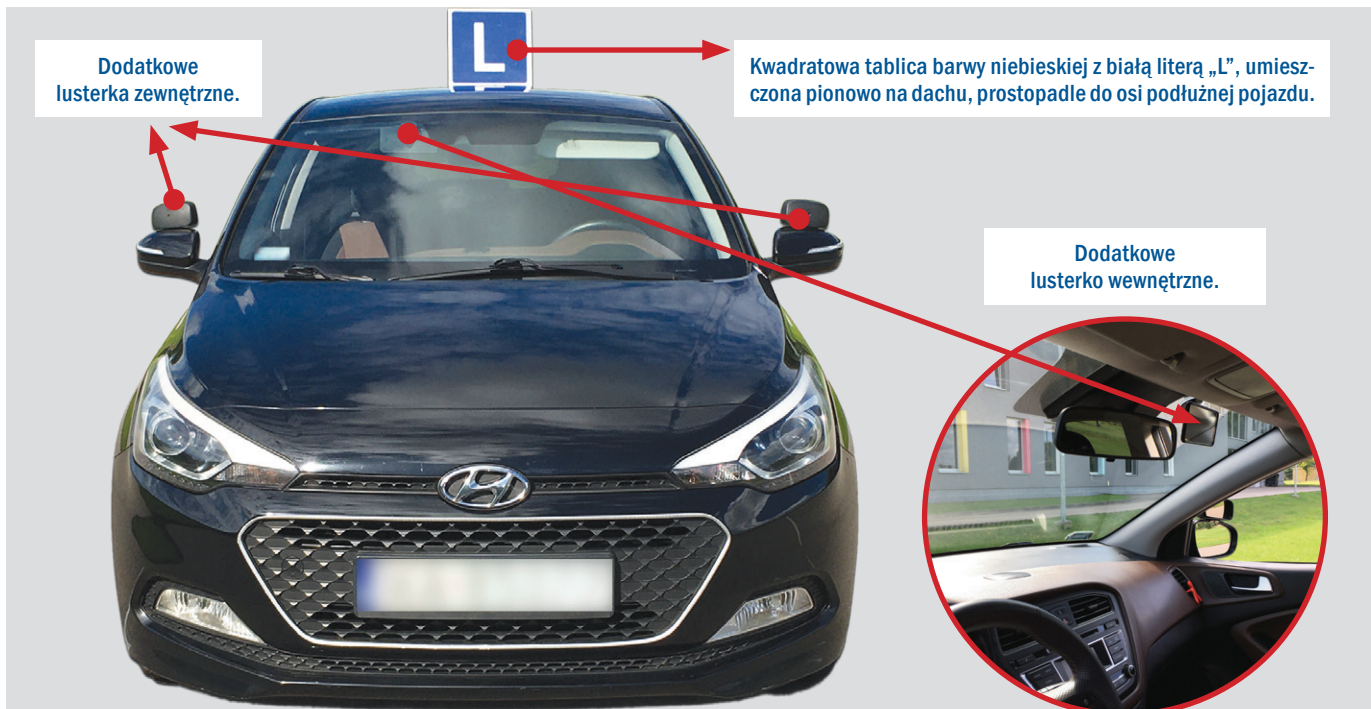 L
Dodatkowe
lusterka zewnętrzne.
Kwadratowa tablica barwy niebieskiej z białą literą „L”, umiesz-
czona pionowo na dachu, prostopadle do osi podłużnej pojazdu.
Dodatkowe
lusterko wewnętrzne.